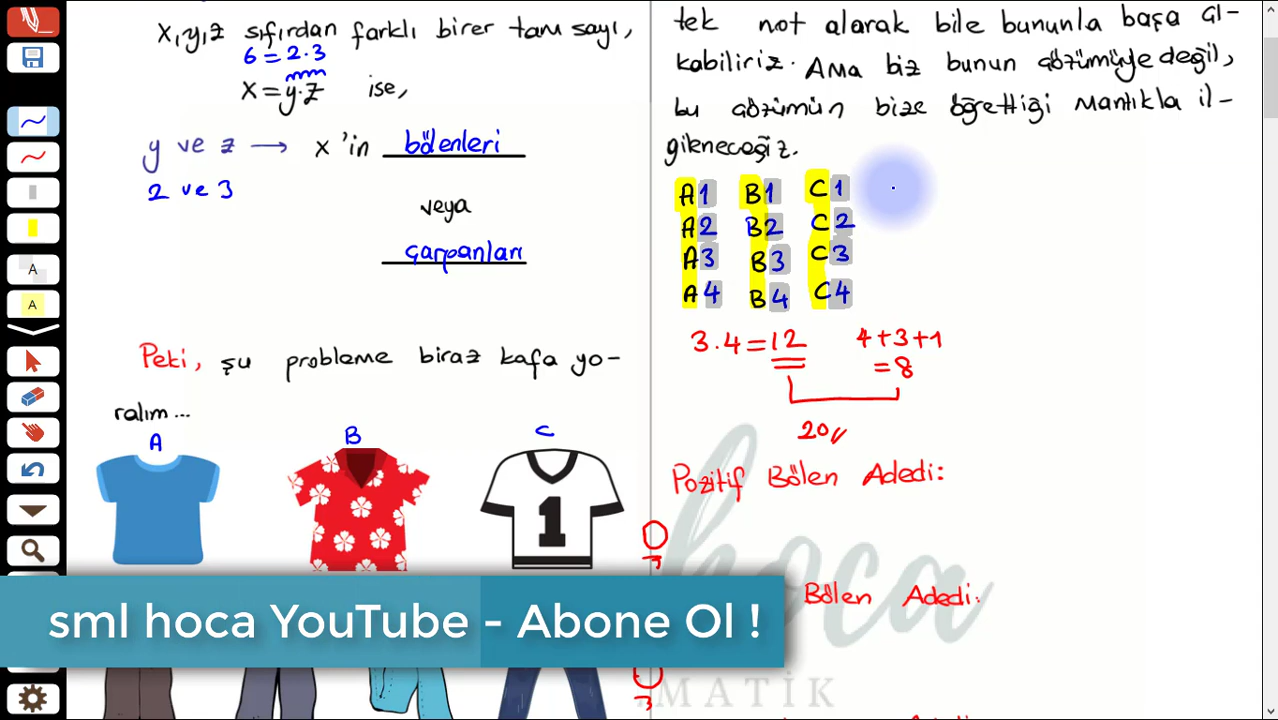 x,y,z sıfırdan farklı birer tam sayı,
6 = 2.3
x = y.z ise,
y ve z → x 'in bölenleri
2 ve 3
veya
çarpanları
Peki, şu probleme biraz kafa yo-
ralım...
A B C
1
tek not alarak bile bununla başa çı-
kabiliriz. Ama biz bunun çözümüyle değil,
bu çözümün bize öğrettiği mantıkla il-
gileneceğiz.
A1 B1 C1
A2 B2 C2
A3 B3 C3
A4 B4 C4
3.4=12 4+3+1
=8
20
Pozitif Bölen Adedi:
Bölen Adedi:
hoca
MATİK
A
A
sml hoca YouTube - Abone Ol !